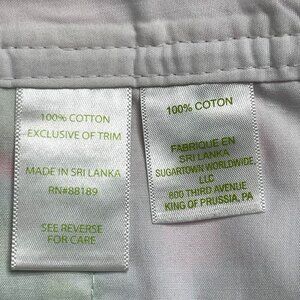 100% COTTON
EXCLUSIVE OF TRIM
MADE IN SRI LANKA
RN#88189
SEE REVERSE
FOR CARE
100% COTON
FABRIQUE EN
SRI LANKA
SUGARTOWN WORLDWIDE,
LLC
800 THIRD AVENUE
KING OF PRUSSIA, PA